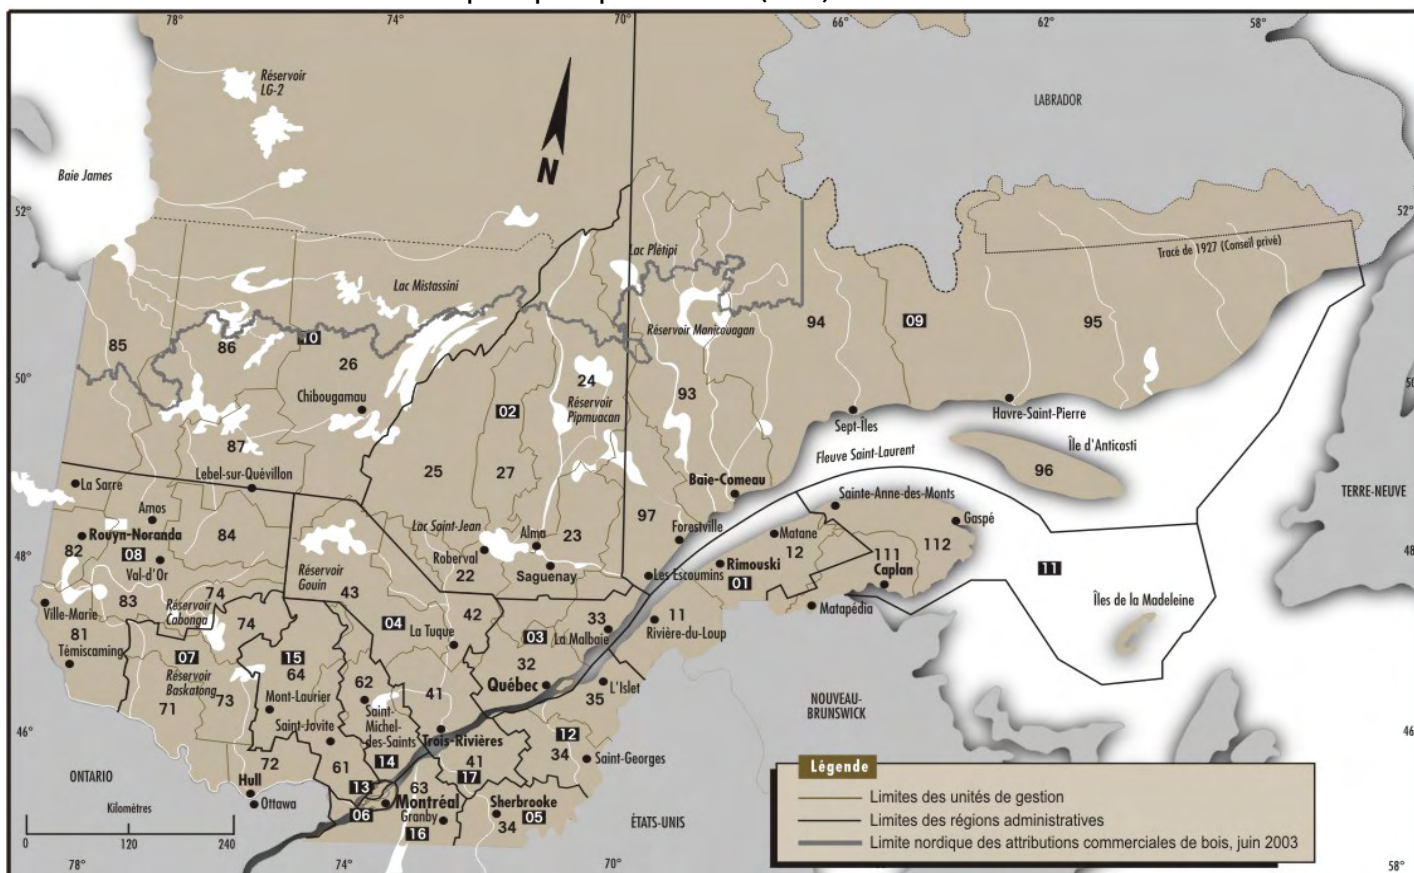 78°
74°
70°
66°
62°
58°
Réservoir
LG-2
LABRADOR
N
Baie James
52°
52°
Lac Plétipi
Tracé de 1927 (Conseil privé)
Lac Mistassini
Réservoir Manicouagan
94
09
95
85
86
10
26
24
50°
Chibougamau
93
02
Réservoir
Pipmuacan
Havre-Saint-Pierre
Sept-Îles
87
Île d'Anticosti
Fleuve Saint-Laurent
25
27
96
Lebel-sur-Quévillon
La Sarre
Baie-Comeau
Sainte-Anne-des-Monts
TERRE-NEUVE
Amos
97
Lac Saint-Jean
Alma
23
Forestville
Gaspé
Rouyn-Noranda
84
Matane
12
112
82
08
48°
Roberval
111
Val-d'Or
Réservoir
Gouin
22
Saguenay
Les Escoumins
Rimouski
01
Caplan
11
83
74
43
Ville-Marie
Réservoir
Cabonga
74
04
42
33
11
Matapédia
Îles de la Madeleine
81
La Tuque
03
La Malbaie
Rivière-du-Loup
Témiscaming
07
15
64
32
Réservoir
Baskatong
62
Québec
L'Islet
71
73
Mont-Laurier
41
35
NOUVEAU-
BRUNSWICK
Saint-Jovite
Saint-
Michel-
des-Saints
46°
Trois-Rivières
12
72
61
14
41
34
Saint-Georges
ONTARIO
Hull
13
63
17
Ottawa
Montréal
Sherbrooke
Kilomètres
06
Granby
34
05
ÉTATS-UNIS
16
0
120
240
Légende
Limites des unités de gestion
Limites des régions administratives
Limite nordique des attributions commerciales de bois, juin 2003
78°
74°
70°
58°